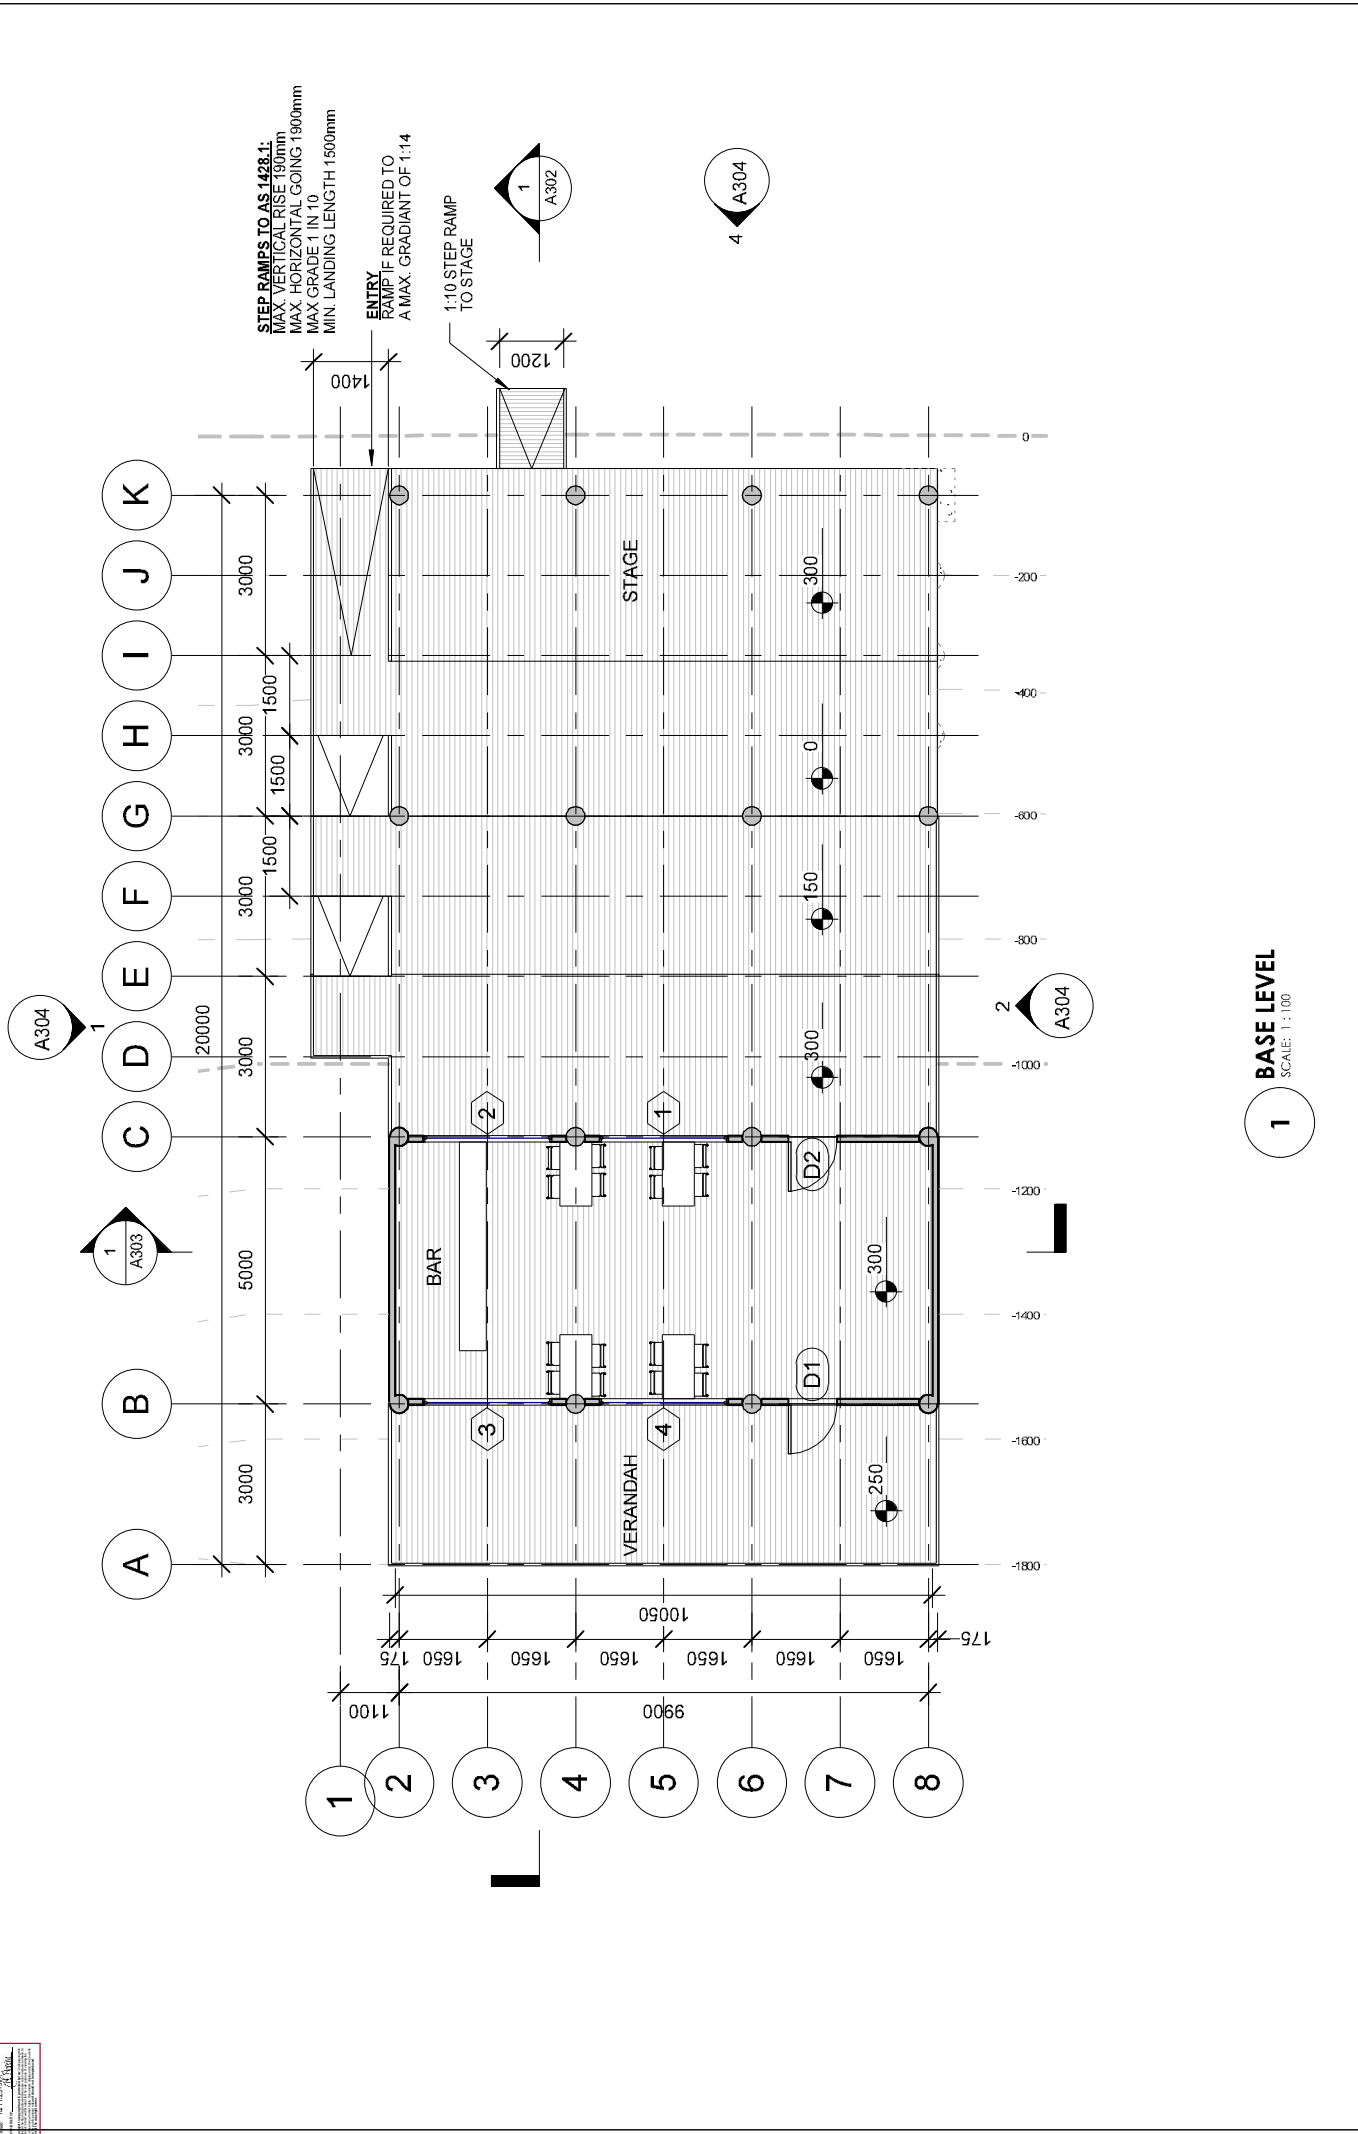 STEP RAMPS TO AS 1428.1:
MAX. VERTICAL RISE 190mm
MAX. HORIZONTAL GOING 1900mm
MAX GRADE 1 IN 10
MIN. LANDING LENGTH 1500mm
ENTRY
RAMP IF REQUIRED TO
A MAX. GRADIANT OF 1:14
1:10 STEP RAMP
TO STAGE
1
A302
4
A304
1400
1200
A
B
C
D
E
F
G
H
I
J
K
A304
1
1
A303
20000
3000
5000
3000
3000
3000
3000
1500
1500
1500
VERANDAH
BAR
STAGE
250
300
300
150
0
300
D1
D2
1
2
3
4
0
-200
-400
-600
-800
-1000
-1200
-1400
-1600
-1800
2
A304
10050
175
1650
1650
1650
1650
1650
1650
175
1100
9900
1
2
3
4
5
6
7
8
1
BASE LEVEL
SCALE: 1 : 100